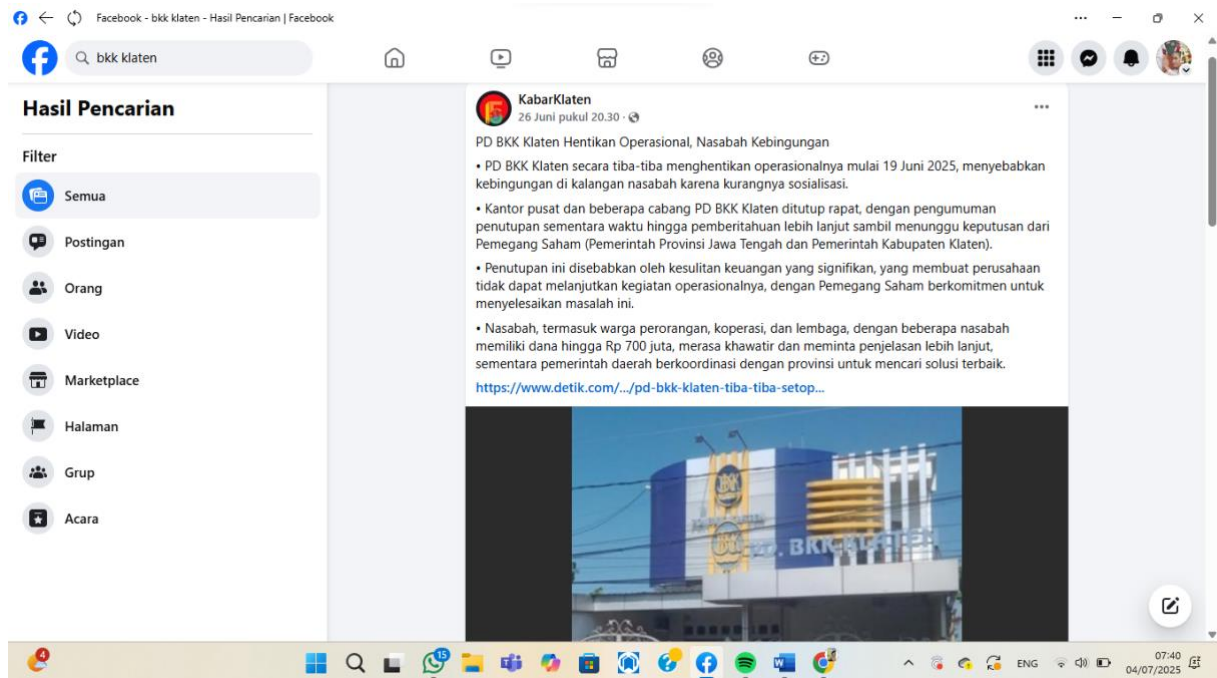 Facebook - bkk klaten - Hasil Pencarian | Facebook
bkk klaten
Hasil Pencarian
Filter
Semua
Postingan
Orang
Video
Marketplace
Halaman
Grup
Acara
KabarKlaten
26 Juni pukul 20.30 ·
PD BKK Klaten Hentikan Operasional, Nasabah Kebingungan
• PD BKK Klaten secara tiba-tiba menghentikan operasionalnya mulai 19 Juni 2025, menyebabkan
kebingungan di kalangan nasabah karena kurangnya sosialisasi.
• Kantor pusat dan beberapa cabang PD BKK Klaten ditutup rapat, dengan pengumuman
penutupan sementara waktu hingga pemberitahuan lebih lanjut sambil menunggu keputusan dari
Pemegang Saham (Pemerintah Provinsi Jawa Tengah dan Pemerintah Kabupaten Klaten).
• Penutupan ini disebabkan oleh kesulitan keuangan yang signifikan, yang membuat perusahaan
tidak dapat melanjutkan kegiatan operasionalnya, dengan Pemegang Saham berkomitmen untuk
menyelesaikan masalah ini.
• Nasabah, termasuk warga perorangan, koperasi, dan lembaga, dengan beberapa nasabah
memiliki dana hingga Rp 700 juta, merasa khawatir dan meminta penjelasan lebih lanjut,
sementara pemerintah daerah berkoordinasi dengan provinsi untuk mencari solusi terbaik.
https://www.detik.com/.../pd-bkk-klaten-tiba-tiba-setop...
BKK
PD. BKK KLATEN
4
15
ENG
07:40
04/07/2025